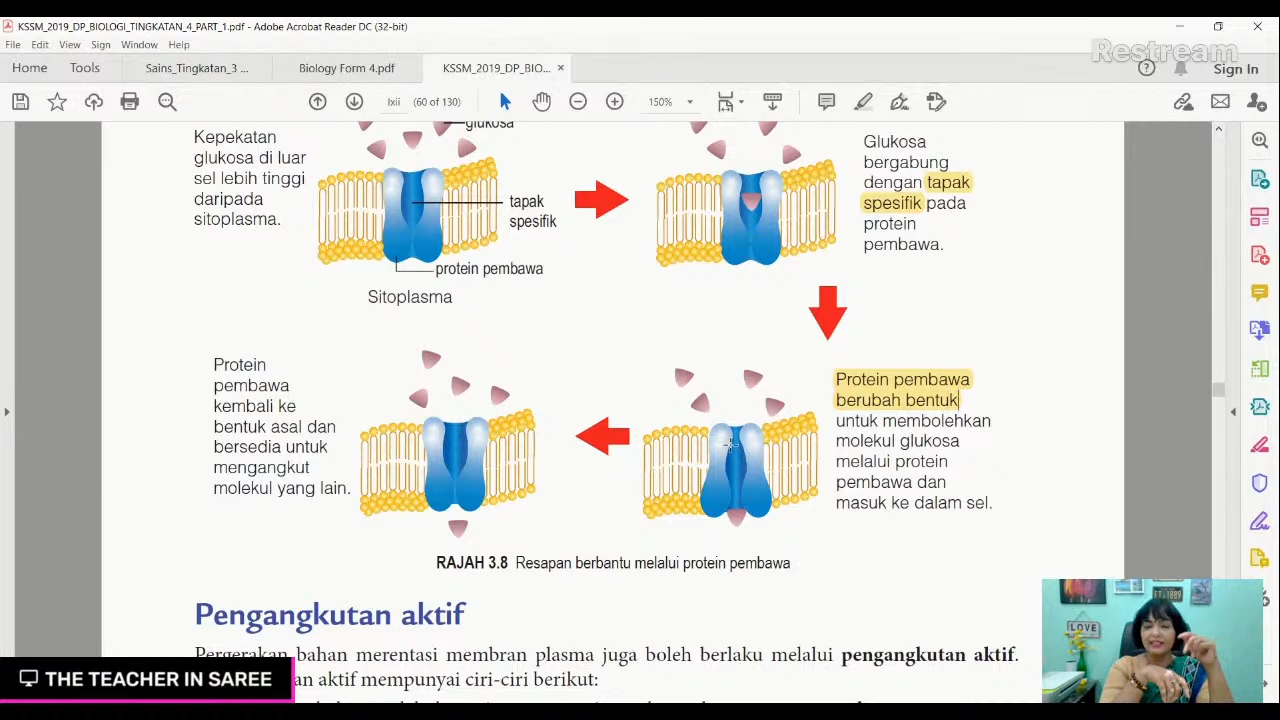 KSSM_2019_DP_BIOLOGI_TINGKATAN_4_PART_1.pdf - Adobe Acrobat Reader DC (32-bit)
File Edit View Sign Window Help
Restream
Home Tools Sains_Tingkatan_3 ... Biology Form 4.pdf KSSM_2019_DP_BIO... × Sign In
lxii (60 of 130) 150%
glukosa
Kepekatan
glukosa di luar
sel lebih tinggi
daripada
sitoplasma.
tapak
spesifik
protein pembawa
Sitoplasma
Glukosa
bergabung
dengan tapak
spesifik pada
protein
pembawa.
Protein pembawa
berubah bentuk
untuk membolehkan
molekul glukosa
melalui protein
pembawa dan
masuk ke dalam sel.
Protein
pembawa
kembali ke
bentuk asal dan
bersedia untuk
mengangkut
molekul yang lain.
RAJAH 3.8 Resapan berbantu melalui protein pembawa
Pengangkutan aktif
Pergerakan bahan merentasi membran plasma juga boleh berlaku melalui pengangkutan aktif.
an aktif mempunyai ciri-ciri berikut:
THE TEACHER IN SAREE
LOVE